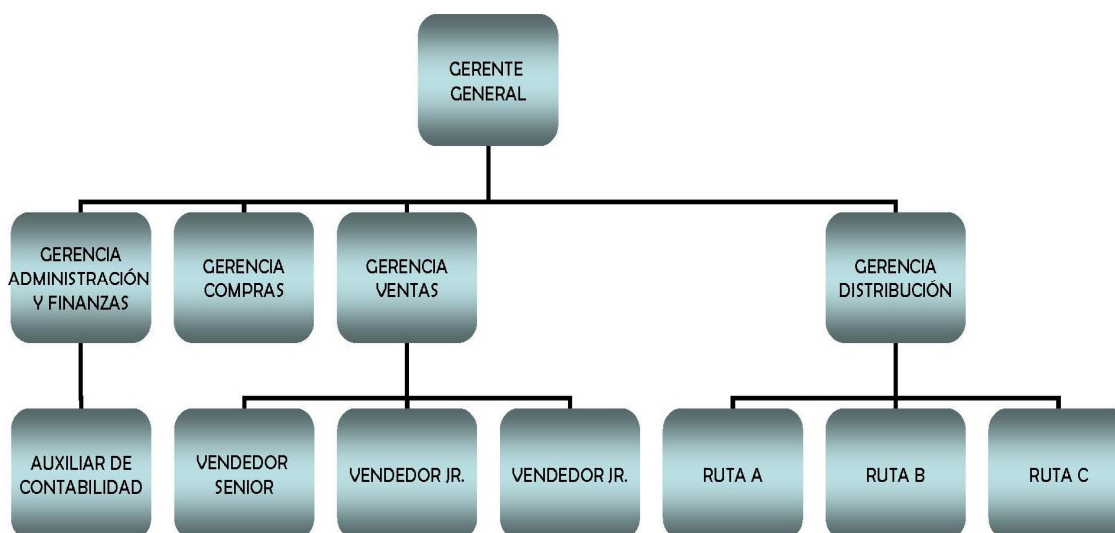 GERENTE
GENERAL
GERENCIA
ADMINISTRACIÓN
Y FINANZAS
GERENCIA
COMPRAS
GERENCIA
VENTAS
GERENCIA
DISTRIBUCIÓN
AUXILIAR DE
CONTABILIDAD
VENDEDOR
SENIOR
VENDEDOR JR.
VENDEDOR JR.
RUTA A
RUTA B
RUTA C